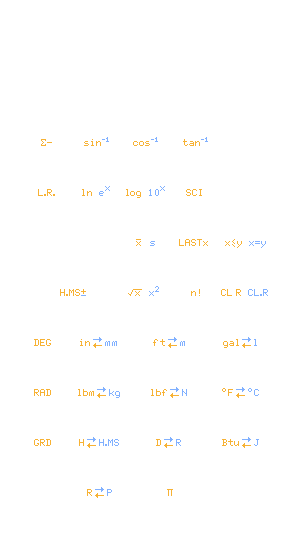 Σ- sin⁻¹ cos⁻¹ tan⁻¹
L.R. ln eˣ log 10ˣ SCI
x̅ s LASTx x≤y x=y
H.MS± √x x² n! CL R CL.R
DEG in⇄mm ft⇄m gal⇄l
RAD lbm⇄kg lbf⇄N °F⇄°C
GRD H⇄H.MS D⇄R Btu⇄J
R⇄P π